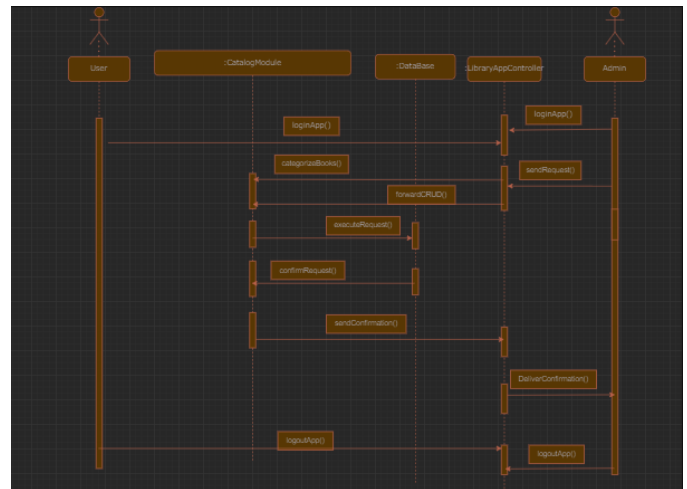 User
:CatalogModule
:DataBase
:LibraryAppController
Admin
loginApp()
loginApp()
categorizeBooks()
sendRequest()
forwardCRUD()
executeRequest()
confirmRequest()
sendConfirmation()
DeliverConfirmation()
logoutApp()
logoutApp()